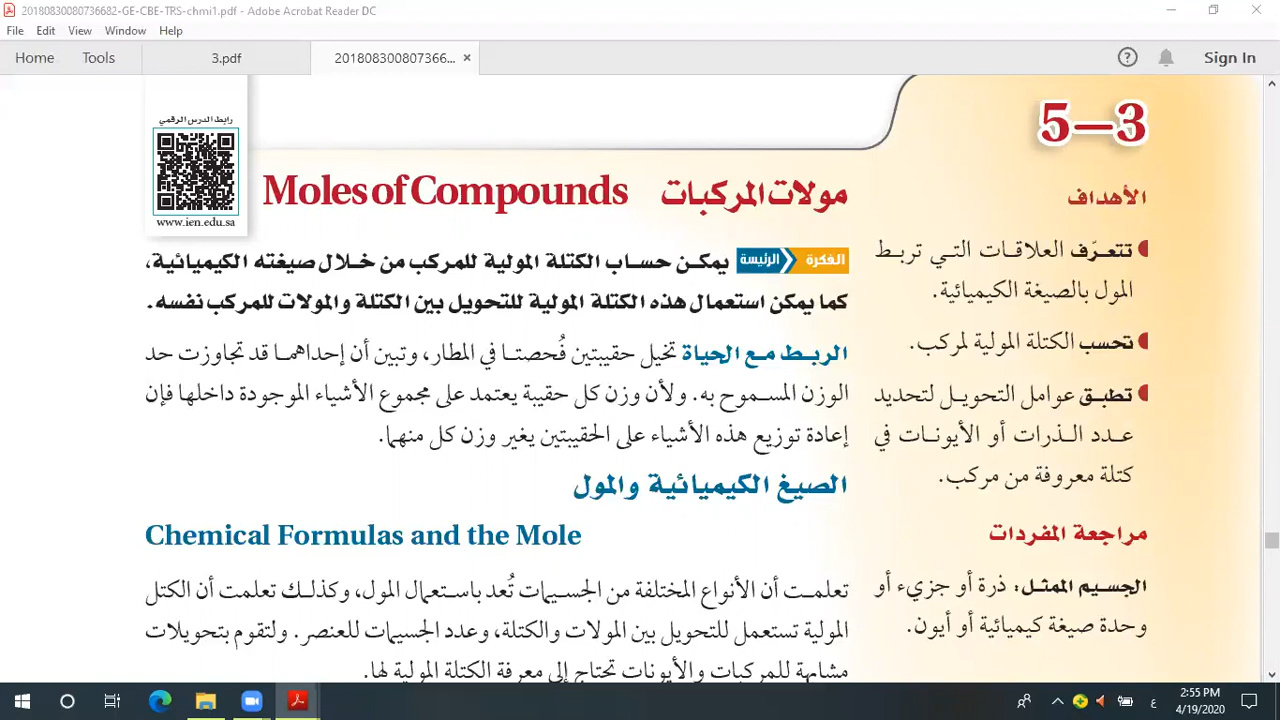 20180830080736682-GE-CBE-TRS-chmi1.pdf - Adobe Acrobat Reader DC
File Edit View Window Help
Home Tools 3.pdf 201808300807366... × Sign In
رابط الدرس الرقمي
www.ien.edu.sa
5–3
مولات المركبات Moles of Compounds
الفكرة الرئيسة يمكن حساب الكتلة المولية للمركب من خلال صيغته الكيميائية،
كما يمكن استعمال هذه الكتلة المولية للتحويل بين الكتلة والمولات للمركب نفسه.
الربط مع الحياة تخيل حقيبتين فُحصتا في المطار، وتبين أن إحداهما قد تجاوزت حد
الوزن المسموح به. ولأن وزن كل حقيبة يعتمد على مجموع الأشياء الموجودة داخلها فإن
إعادة توزيع هذه الأشياء على الحقيبتين يغير وزن كل منهما.
الصيغ الكيميائية والمول
Chemical Formulas and the Mole
تعلمت أن الأنواع المختلفة من الجسيمات تُعد باستعمال المول، وكذلك تعلمت أن الكتل
المولية تستعمل للتحويل بين المولات والكتلة، وعدد الجسيمات للعنصر. ولتقوم بتحويلات
مشابهة للمركبات والأيونات تحتاج إلى معرفة الكتلة المولية لها.
الأهداف
تتعرّف العلاقات التي تربط
المول بالصيغة الكيميائية.
تحسب الكتلة المولية لمركب.
تطبق عوامل التحويل لتحديد
عدد الذرات أو الأيونات في
كتلة معروفة من مركب.
مراجعة المفردات
الجسيم الممثل: ذرة أو جزيء أو
وحدة صيغة كيميائية أو أيون.
ع
2:55 PM
4/19/2020